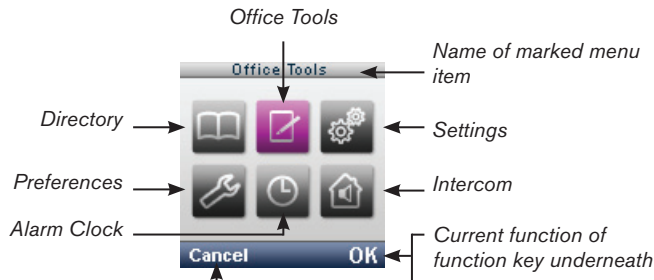 Office Tools
Office Tools
Name of marked menu
item
Directory
Settings
Preferences
Intercom
Alarm Clock
Cancel
OK
Current function of
function key underneath